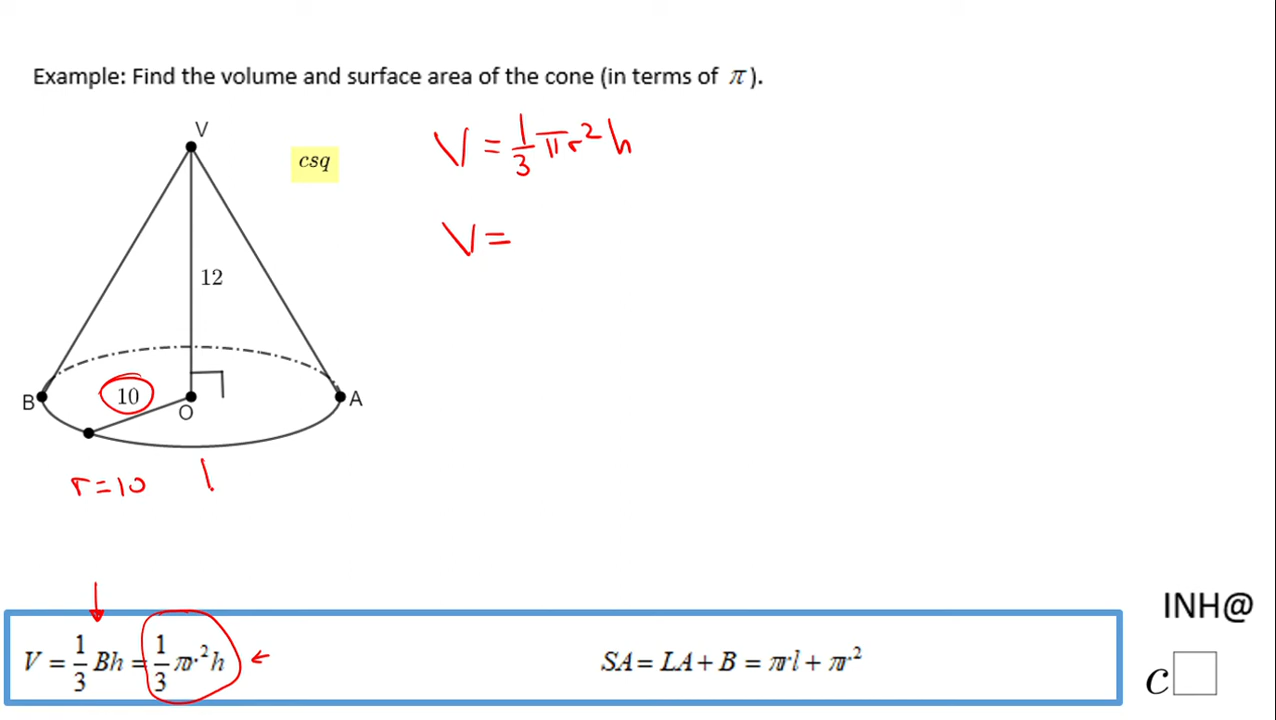 Example: Find the volume and surface area of the cone (in terms of π).
V
csq
V = 1/3 πr²h
V =
12
10
B
O
A
r = 10
V = 1/3 Bh = 1/3 πr²h
SA = LA + B = πrl + πr²
INH@
c